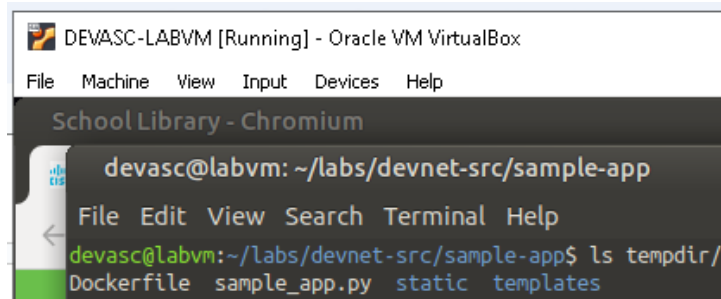 DEVASC-LABVM [Running] - Oracle VM VirtualBox
File Machine View Input Devices Help
School Library - Chromium
devasc@labvm: ~/labs/devnet-src/sample-app
File Edit View Search Terminal Help
devasc@labvm:~/labs/devnet-src/sample-app$ ls tempdir/
Dockerfile sample_app.py static templates